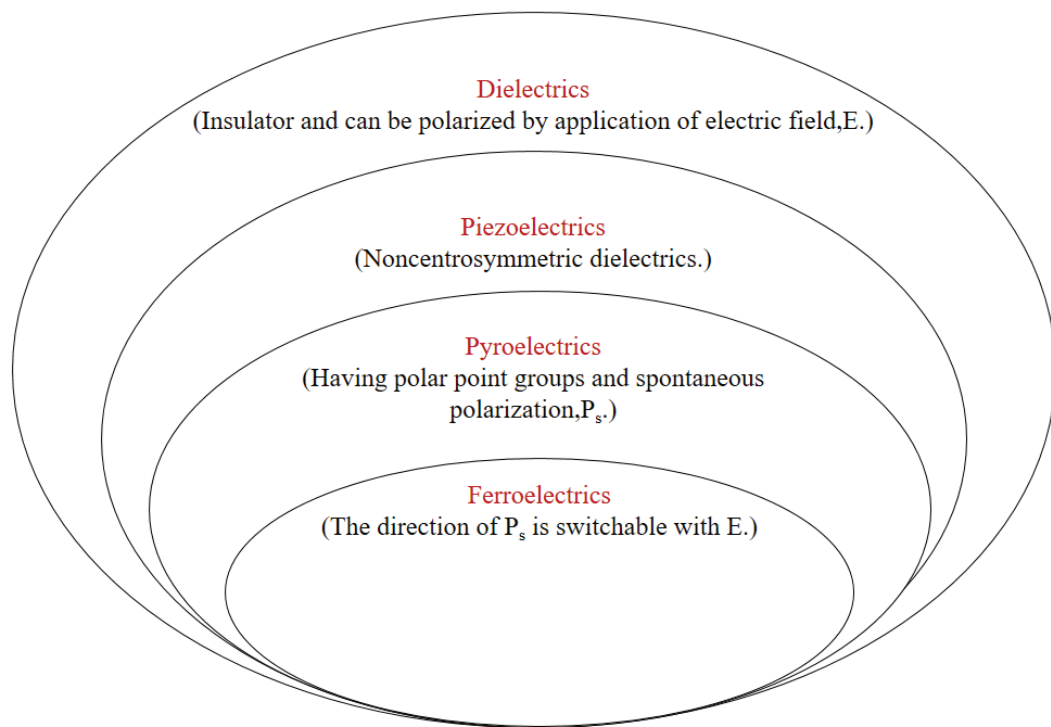 Dielectrics
(Insulator and can be polarized by application of electric field,E.)
Piezoelectrics
(Noncentrosymmetric dielectrics.)
Pyroelectrics
(Having polar point groups and spontaneous
polarization,Pₛ.)
Ferroelectrics
(The direction of Pₛ is switchable with E.)